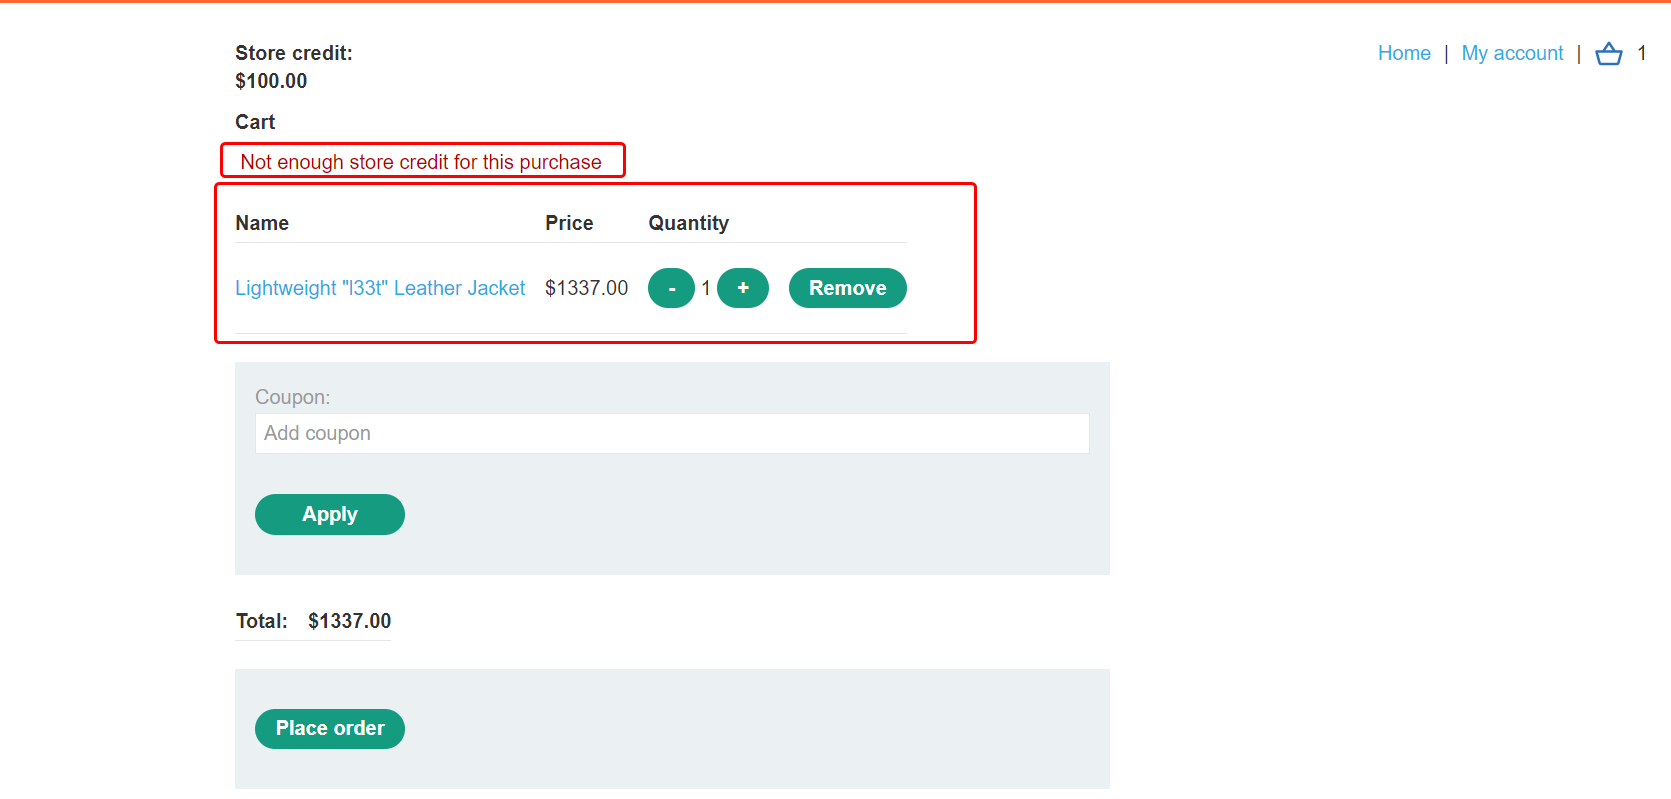 Store credit:
$100.00
Home | My account | 1
Cart
Not enough store credit for this purchase
Name Price Quantity
Lightweight "l33t" Leather Jacket $1337.00 - 1 + Remove
Coupon:
Add coupon
Apply
Total: $1337.00
Place order